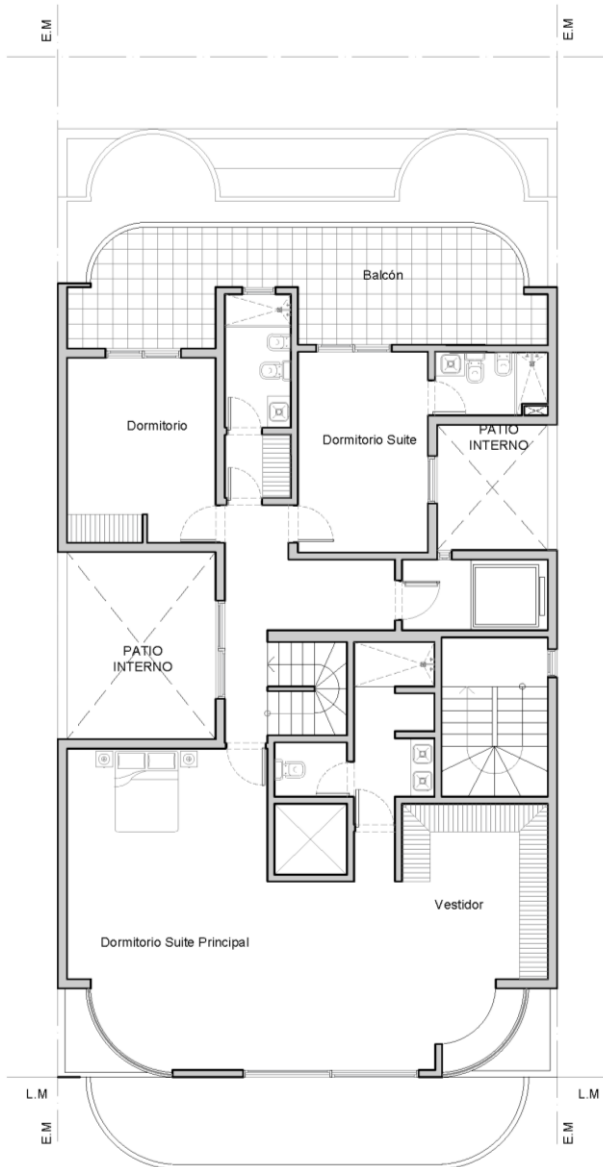 E.M
E.M
Balcón
Dormitorio
Dormitorio Suite
PATIO
INTERNO
PATIO
INTERNO
Vestidor
Dormitorio Suite Principal
L.M
L.M
E.M
E.M